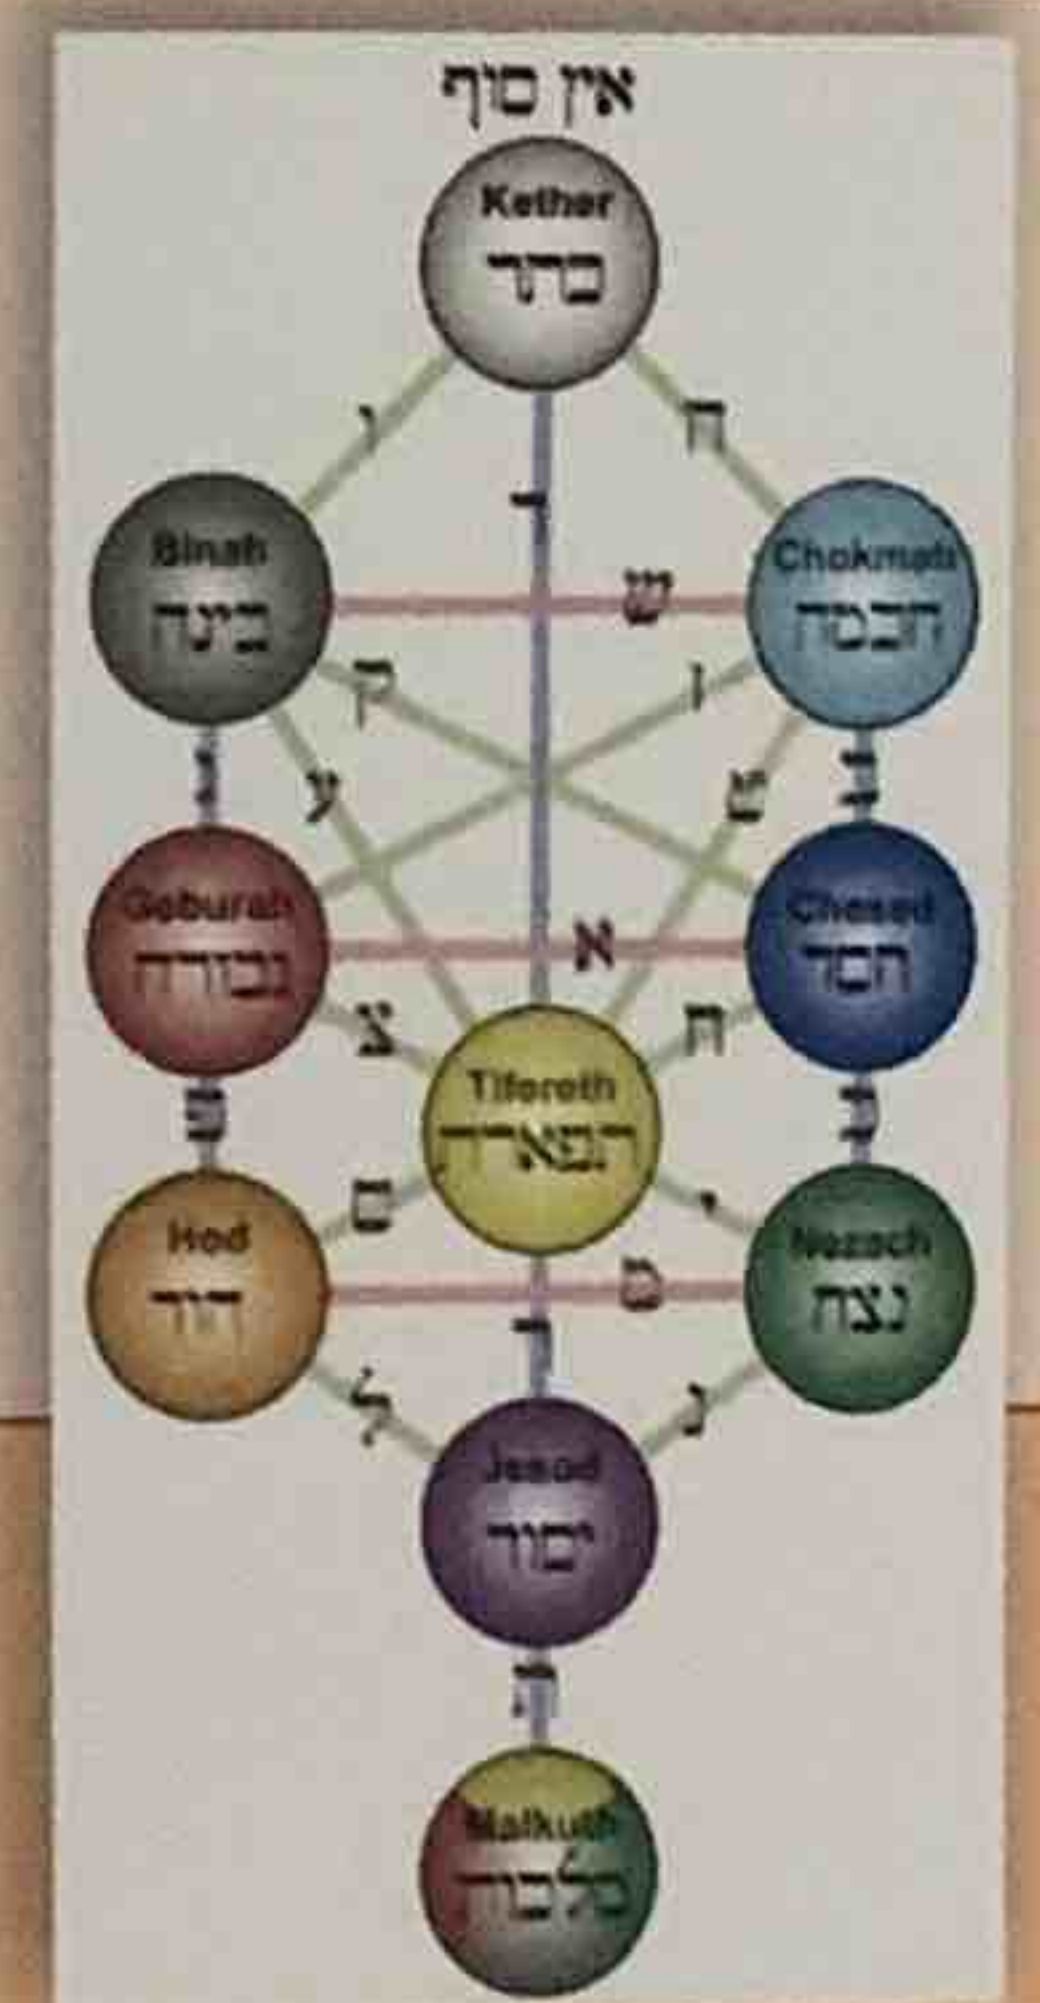 אין סוף
Kether
כתר
ו
ח
ד
Binah
בינה
Chokmah
חכמה
ש
ק
ז
ע
Geburah
גבורה
Chesed
חסד
א
צ
ת
Tifereth
תפארת
פ
ס
Hod
הוד
י
Nezach
נצח
מ
ר
ל
נ
Jesod
יסוד
ה
Malkuth
מלכות